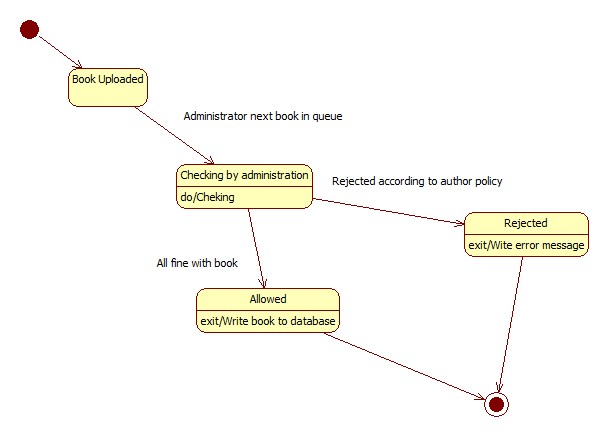 Book Uploaded
Administrator next book in queue
Checking by administration
do/Cheking
Rejected according to author policy
Rejected
exit/Wite error message
All fine with book
Allowed
exit/Write book to database